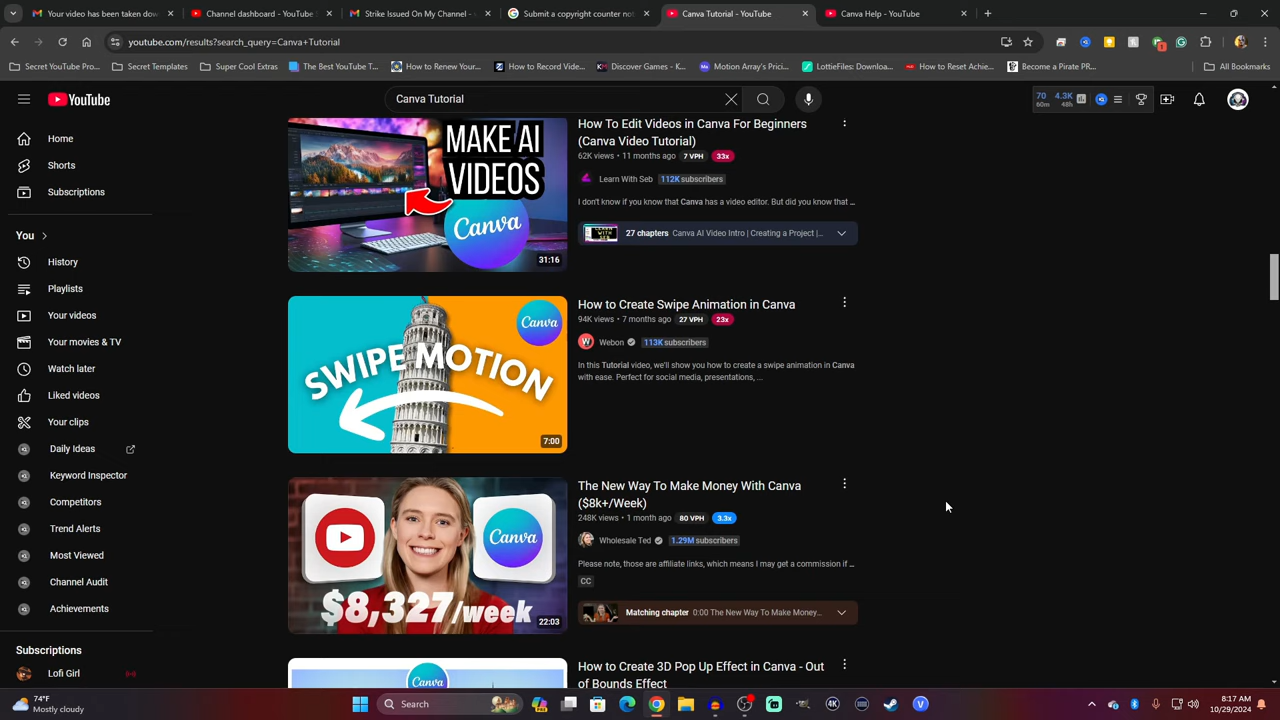 Your video has been taken dow
Channel dashboard - YouTube S
Strike Issued On My Channel -
Submit a copyright counter not
Canva Tutorial - YouTube
Canva Help - YouTube
youtube.com/results?search_query=Canva+Tutorial
Secret YouTube Pro...
Secret Templates
Super Cool Extras
The Best YouTube T...
How to Renew Your...
How to Record Vide...
Discover Games - K...
Motion Array's Prici...
LottieFiles: Downloa...
How to Reset Achie...
Become a Pirate PR...
All Bookmarks
YouTube
Canva Tutorial
70
60m
4.3K
48h
Home
Shorts
Subscriptions
You
History
Playlists
Your videos
Your movies & TV
Watch later
Liked videos
Your clips
Daily Ideas
Keyword Inspector
Competitors
Trend Alerts
Most Viewed
Channel Audit
Achievements
Subscriptions
Lofi Girl
MAKE AI
VIDEOS
Canva
31:16
How To Edit Videos in Canva For Beginners
(Canva Video Tutorial)
62K views • 11 months ago 7 VPH 33x
Learn With Seb 112K subscribers
I don't know if you know that Canva has a video editor. But did you know that ...
27 chapters Canva AI Video Intro | Creating a Project |...
Canva
SWIPE MOTION
7:00
How to Create Swipe Animation in Canva
94K views • 7 months ago 27 VPH 23x
Webon 113K subscribers
In this Tutorial video, we'll show you how to create a swipe animation in Canva
with ease. Perfect for social media, presentations, ...
Canva
$8,327/week
22:03
The New Way To Make Money With Canva
($8k+/Week)
248K views • 1 month ago 80 VPH 3.3x
Wholesale Ted 1.29M subscribers
Please note, those are affiliate links, which means I may get a commission if ...
CC
Matching chapter 0:00 The New Way To Make Money...
Canva
How to Create 3D Pop Up Effect in Canva - Out
of Bounds Effect
74°F
Mostly cloudy
Search
8:17 AM
10/29/2024